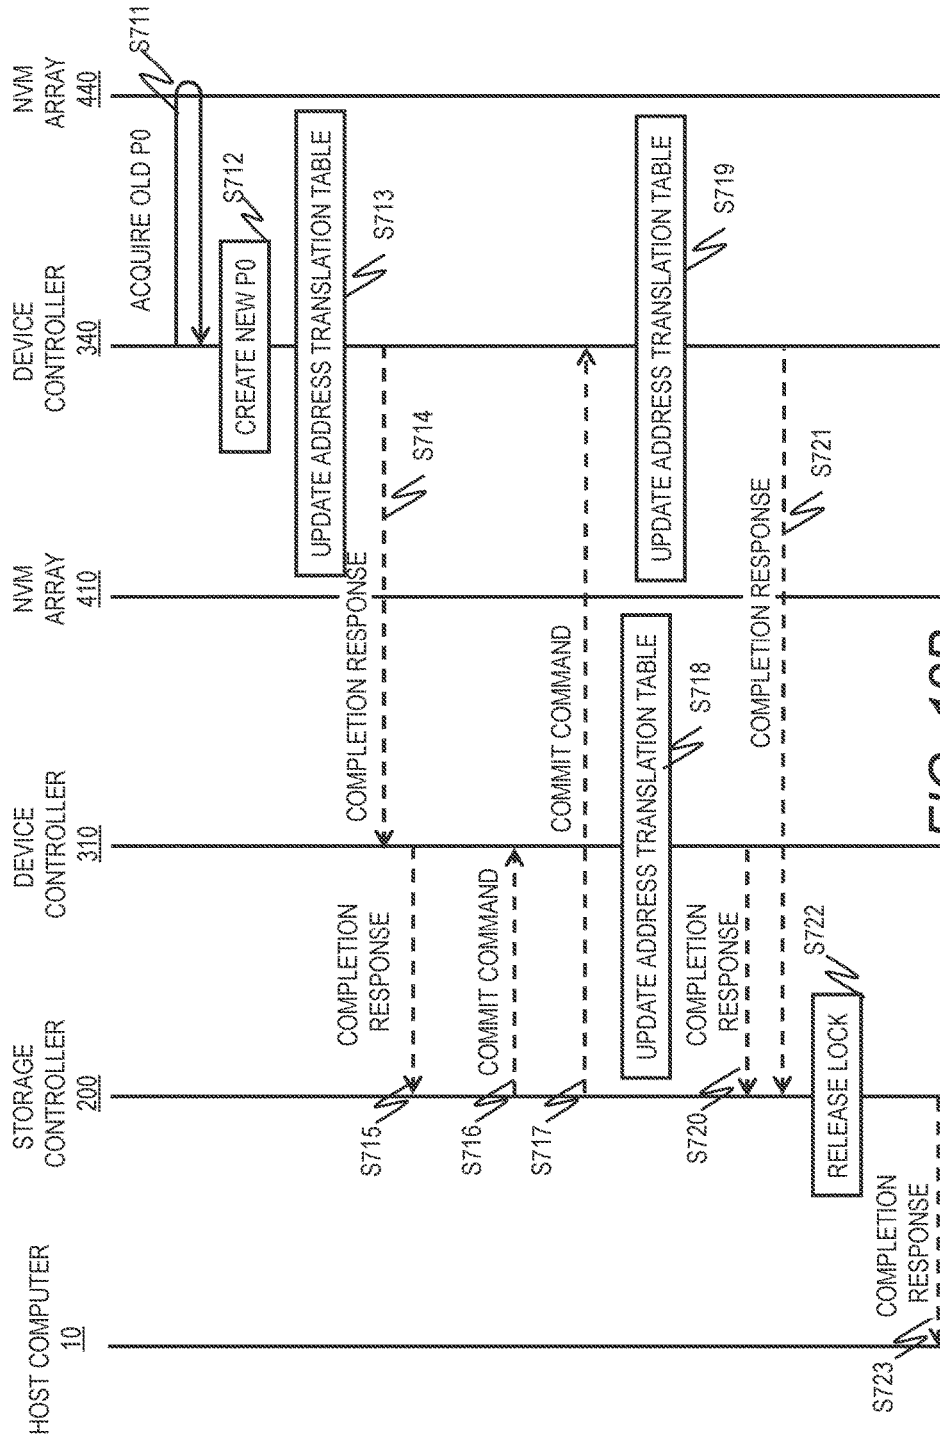 HOST COMPUTER
10
STORAGE
CONTROLLER
200
DEVICE
CONTROLLER
310
NVM
ARRAY
410
DEVICE
CONTROLLER
340
NVM
ARRAY
440
ACQUIRE OLD P0
S711
CREATE NEW P0
S712
UPDATE ADDRESS TRANSLATION TABLE
S713
COMPLETION RESPONSE
S714
COMPLETION
RESPONSE
S715
COMMIT COMMAND
S716
COMMIT COMMAND
S717
UPDATE ADDRESS TRANSLATION TABLE
S718
UPDATE ADDRESS TRANSLATION TABLE
S719
COMPLETION
RESPONSE
S720
COMPLETION RESPONSE
S721
RELEASE LOCK
S722
COMPLETION
RESPONSE
S723